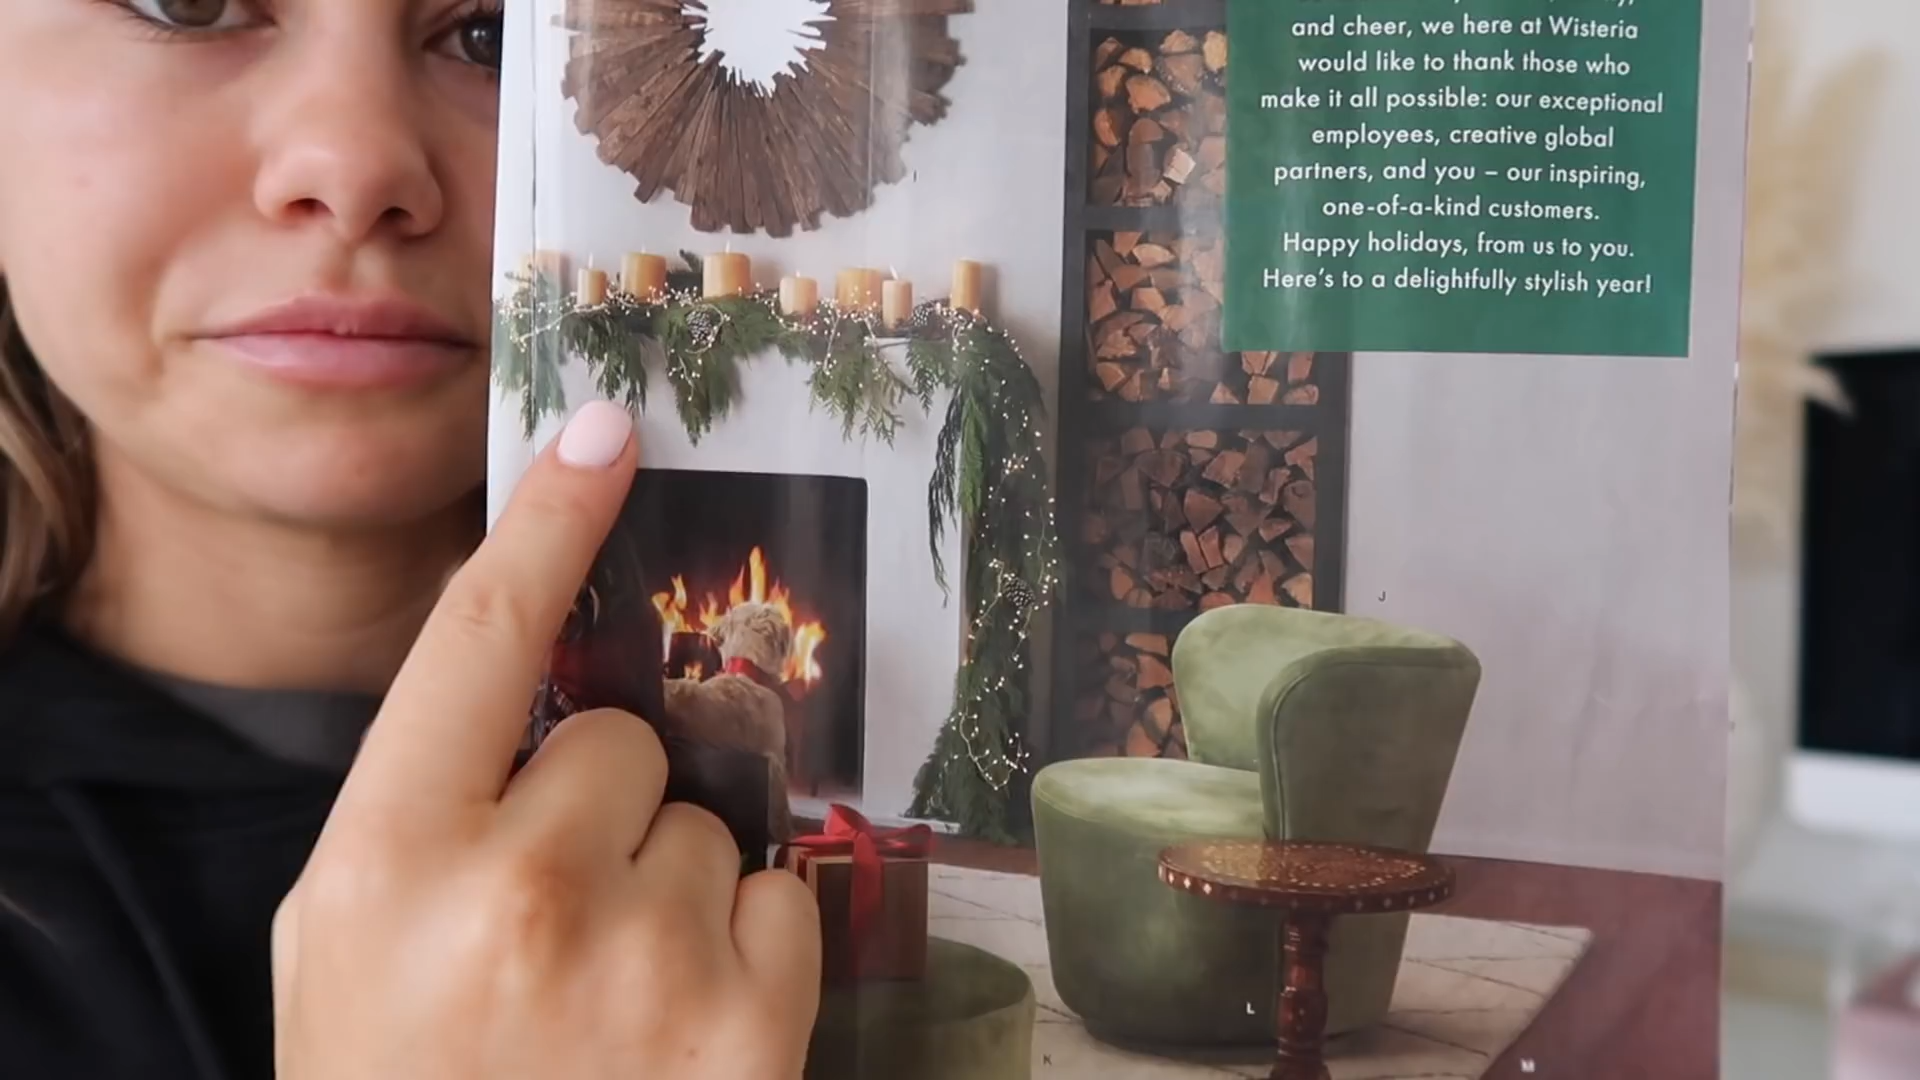 and cheer, we here at Wisteria
would like to thank those who
make it all possible: our exceptional
employees, creative global
partners, and you – our inspiring,
one-of-a-kind customers.
Happy holidays, from us to you.
Here's to a delightfully stylish year!
J
L
K
M